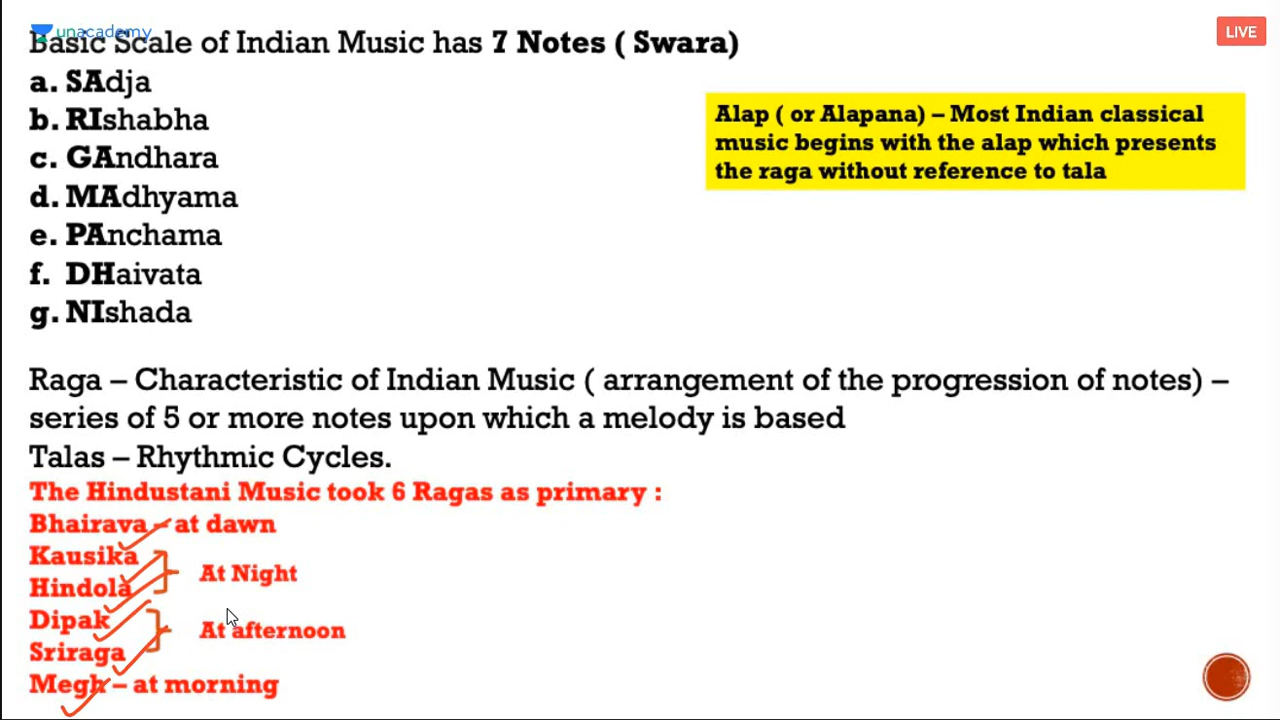 unacademy
LIVE
Basic Scale of Indian Music has 7 Notes ( Swara)
a. SAdja
b. RIshabha
c. GAndhara
d. MAdhyama
e. PAnchama
f. DHaivata
g. NIshada
Alap ( or Alapana) – Most Indian classical
music begins with the alap which presents
the raga without reference to tala
Raga – Characteristic of Indian Music ( arrangement of the progression of notes) –
series of 5 or more notes upon which a melody is based
Talas – Rhythmic Cycles.
The Hindustani Music took 6 Ragas as primary :
Bhairava – at dawn
Kausika
Hindola
At Night
Dipak
Sriraga
At afternoon
Megh – at morning